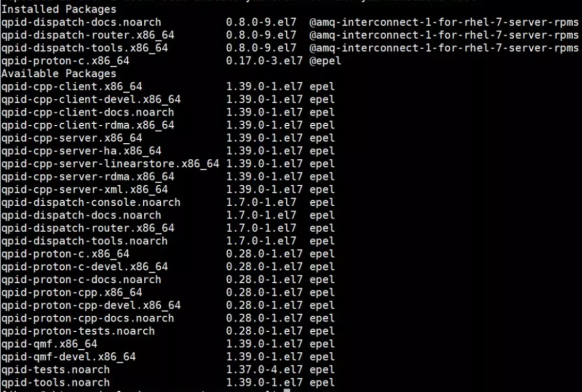 Installed Packages
qpid-dispatch-docs.noarch 0.8.0-9.el7 @amq-interconnect-1-for-rhel-7-server-rpms
qpid-dispatch-router.x86_64 0.8.0-9.el7 @amq-interconnect-1-for-rhel-7-server-rpms
qpid-dispatch-tools.x86_64 0.8.0-9.el7 @amq-interconnect-1-for-rhel-7-server-rpms
qpid-proton-c.x86_64 0.17.0-3.el7 @epel
Available Packages
qpid-cpp-client.x86_64 1.39.0-1.el7 epel
qpid-cpp-client-devel.x86_64 1.39.0-1.el7 epel
qpid-cpp-client-docs.noarch 1.39.0-1.el7 epel
qpid-cpp-client-rdma.x86_64 1.39.0-1.el7 epel
qpid-cpp-server.x86_64 1.39.0-1.el7 epel
qpid-cpp-server-ha.x86_64 1.39.0-1.el7 epel
qpid-cpp-server-linearstore.x86_64 1.39.0-1.el7 epel
qpid-cpp-server-rdma.x86_64 1.39.0-1.el7 epel
qpid-cpp-server-xml.x86_64 1.39.0-1.el7 epel
qpid-dispatch-console.noarch 1.7.0-1.el7 epel
qpid-dispatch-docs.noarch 1.7.0-1.el7 epel
qpid-dispatch-router.x86_64 1.7.0-1.el7 epel
qpid-dispatch-tools.noarch 1.7.0-1.el7 epel
qpid-proton-c.x86_64 0.28.0-1.el7 epel
qpid-proton-c-devel.x86_64 0.28.0-1.el7 epel
qpid-proton-c-docs.noarch 0.28.0-1.el7 epel
qpid-proton-cpp.x86_64 0.28.0-1.el7 epel
qpid-proton-cpp-devel.x86_64 0.28.0-1.el7 epel
qpid-proton-cpp-docs.noarch 0.28.0-1.el7 epel
qpid-proton-tests.noarch 0.28.0-1.el7 epel
qpid-qmf.x86_64 1.39.0-1.el7 epel
qpid-qmf-devel.x86_64 1.39.0-1.el7 epel
qpid-tests.noarch 1.37.0-4.el7 epel
qpid-tools.noarch 1.39.0-1.el7 epel